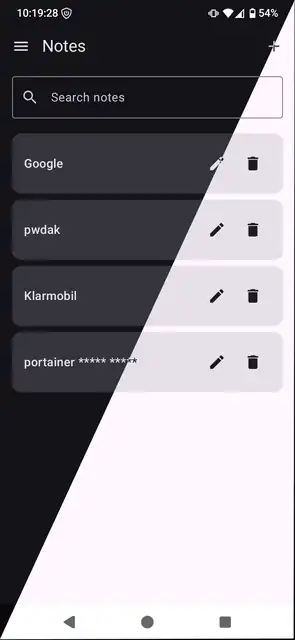 10:19:28 54%
Notes
Search notes
Google
pwdak
Klarmobil
portainer ***** *****